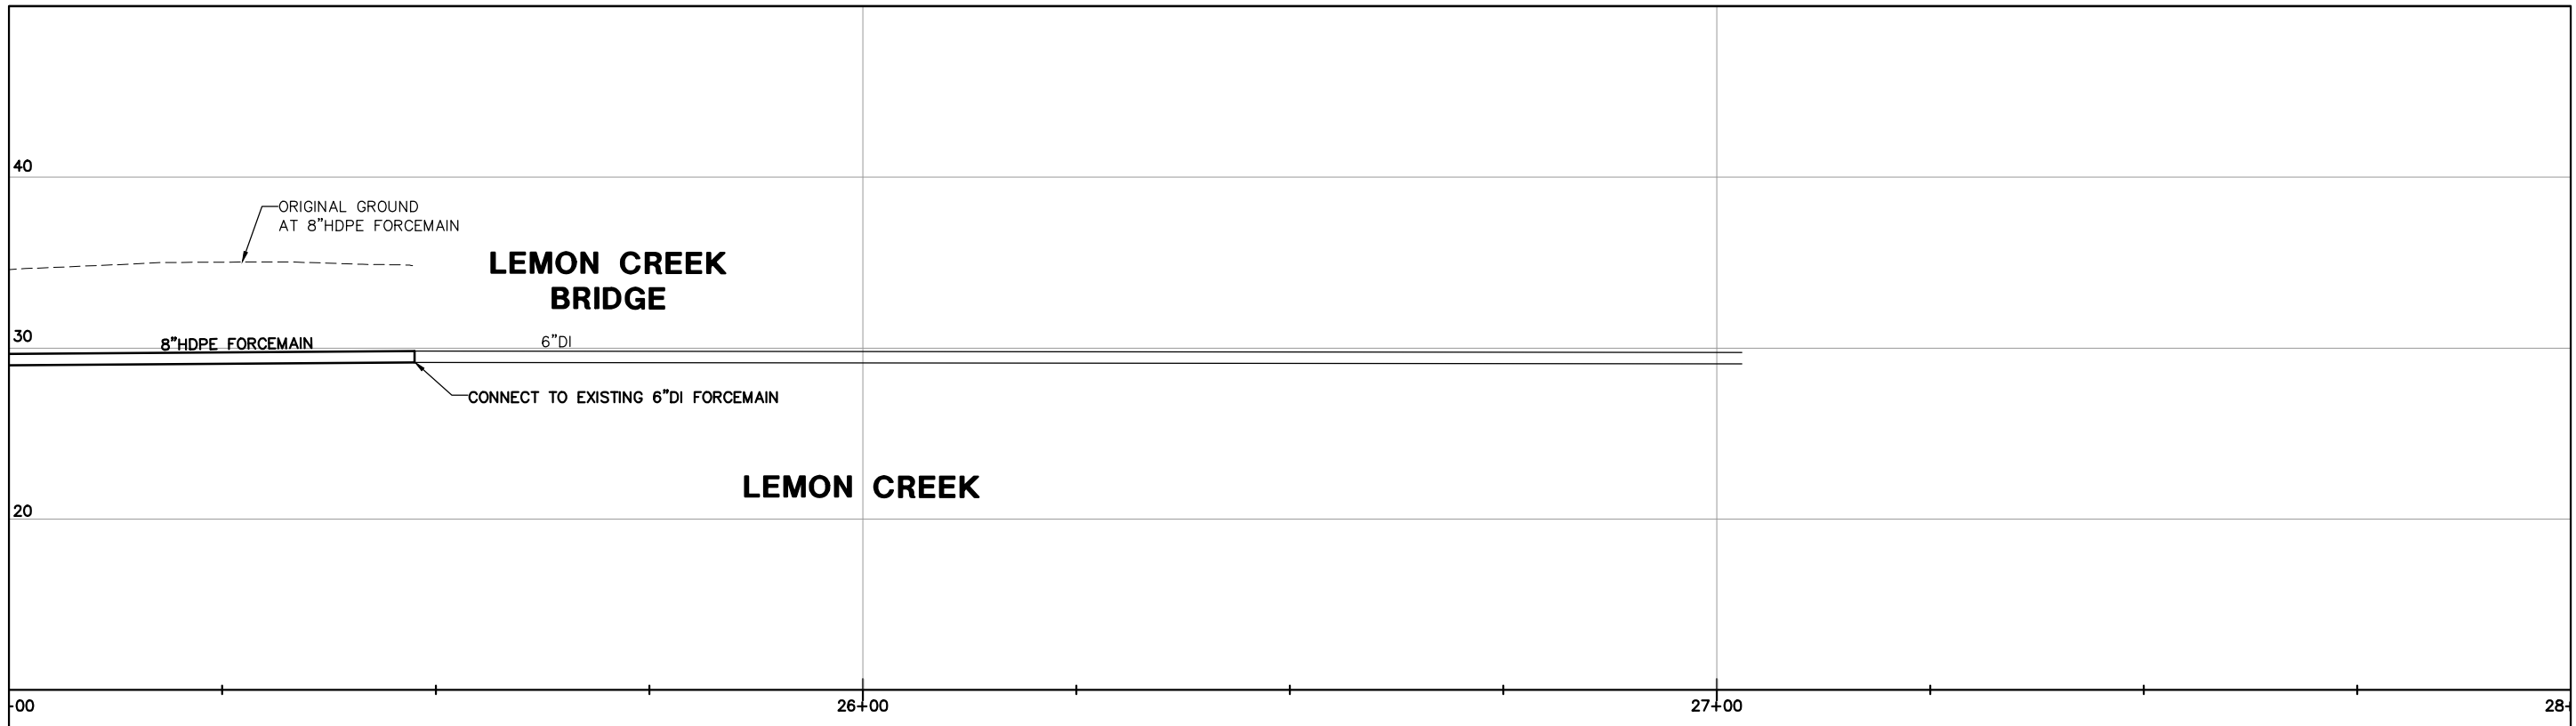 40
ORIGINAL GROUND
AT 8"HDPE FORCEMAIN
LEMON CREEK
BRIDGE
30
8"HDPE FORCEMAIN
6"DI
CONNECT TO EXISTING 6"DI FORCEMAIN
LEMON CREEK
20
+00
26+00
27+00
28+